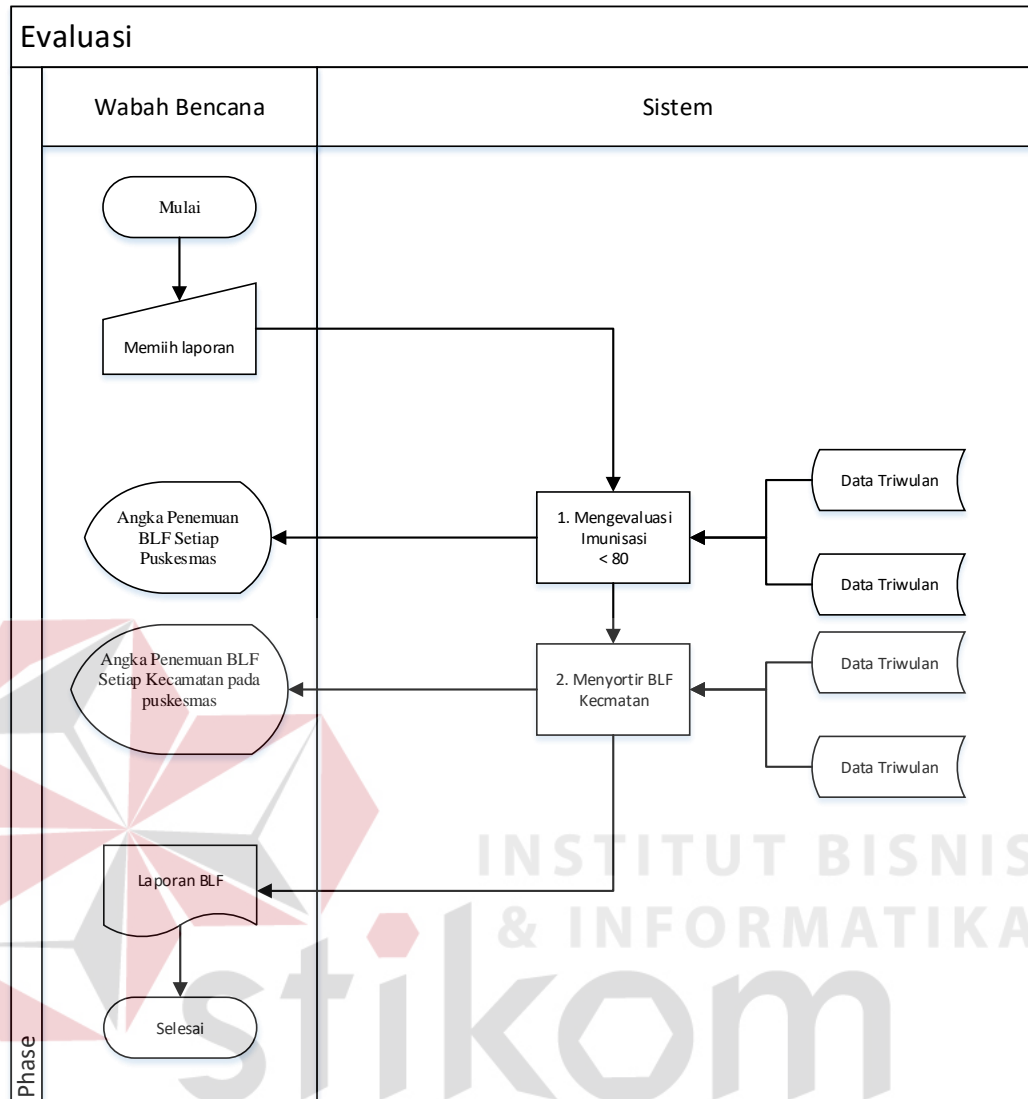 Evaluasi
Wabah Bencana
Sistem
Mulai
Memiih laporan
Data Triwulan
Angka Penemuan
BLF Setiap
Puskesmas
1. Mengevaluasi
Imunisasi
< 80
Data Triwulan
Angka Penemuan BLF
Setiap Kecamatan pada
puskesmas
2. Menyortir BLF
Kecmatan
Data Triwulan
Data Triwulan
Laporan BLF
Selesai
Phase
INSTITUT BISNIS
& INFORMATIKA
stikom